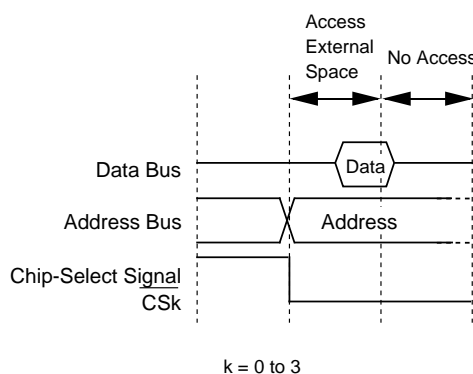 Access
External
Space
No Access
Data Bus
Data
Address Bus
Address
Chip-Select Signal
CSk
k = 0 to 3